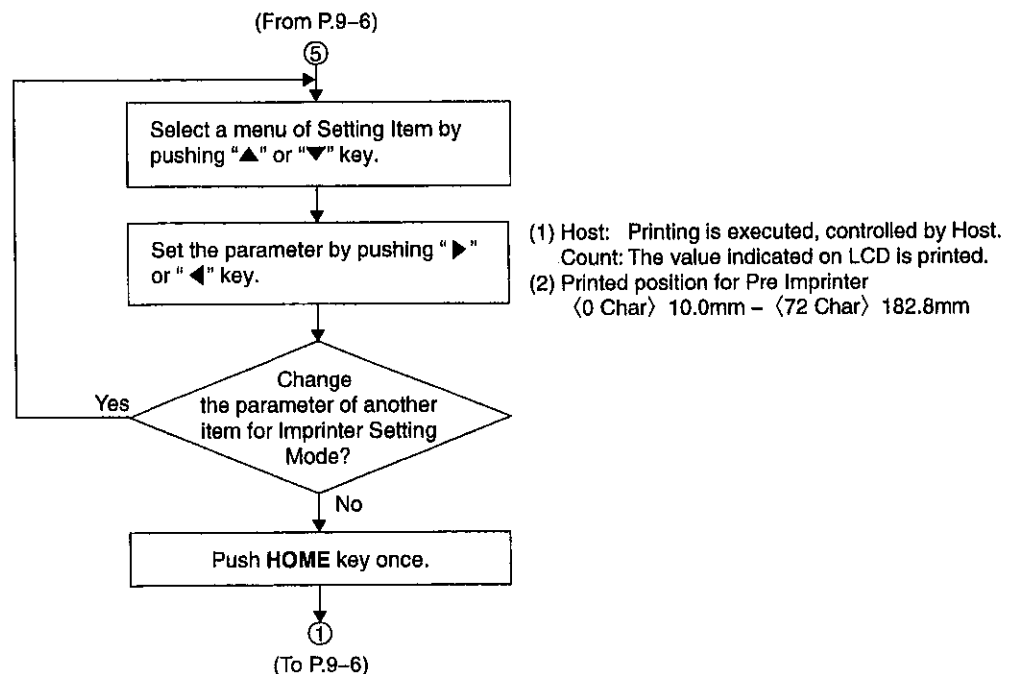 (From P.9–6)
⑤
Select a menu of Setting Item by
pushing “▲” or “▼” key.
Set the parameter by pushing “▶”
or “◀” key.
(1) Host: Printing is executed, controlled by Host.
Count: The value indicated on LCD is printed.
(2) Printed position for Pre Imprinter
〈0 Char〉 10.0mm – 〈72 Char〉 182.8mm
Change
the parameter of another
item for Imprinter Setting
Mode?
Yes
No
Push HOME key once.
①
(To P.9–6)